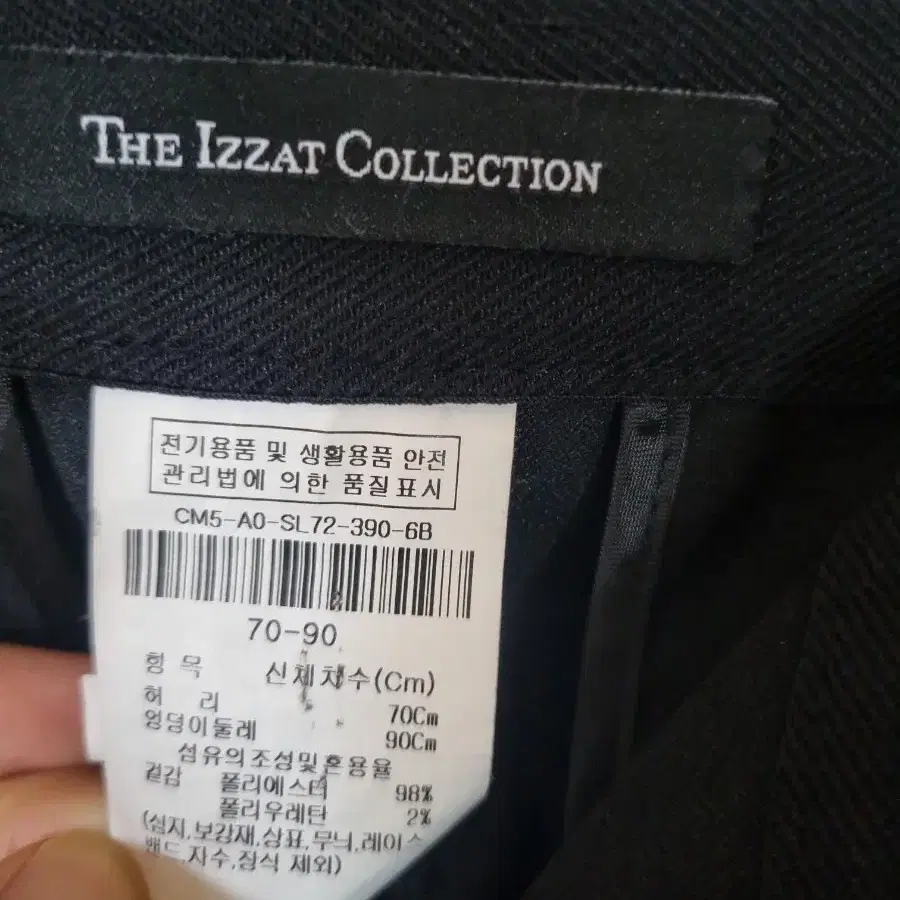 THE IZZAT COLLECTION
전기용품 및 생활용품 안전
관리법에 의한 품질표시
CM5-A0-SL72-390-6B
70-90
항 목 신체치수(Cm)
허 리 70Cm
엉덩이둘레 90Cm
섬유의조성및혼용율
겉감 폴리에스터 98%
폴리우레탄 2%
(심지,보강재,상표,무늬,레이스
밴드,자수,장식 제외)